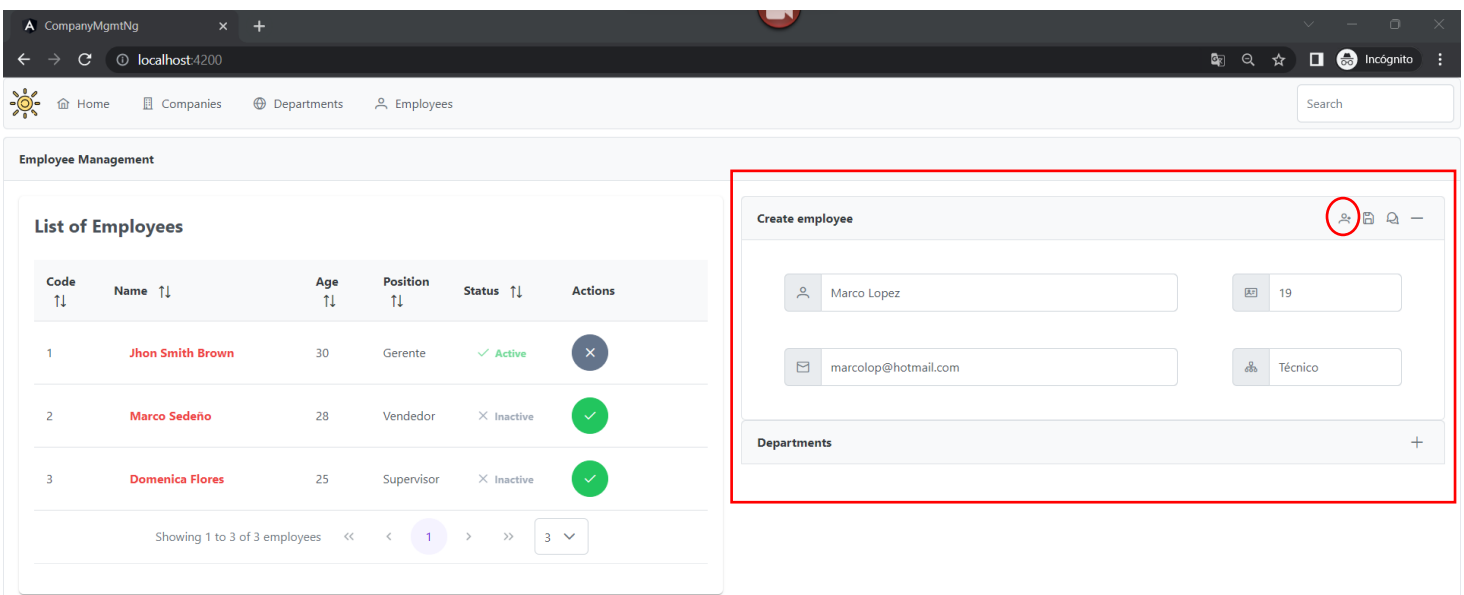 CompanyMgmtNg
localhost:4200
Incógnito
Home Companies Departments Employees Search
Employee Management
List of Employees
Code Name Age Position Status Actions
1 Jhon Smith Brown 30 Gerente Active
2 Marco Sedeño 28 Vendedor Inactive
3 Domenica Flores 25 Supervisor Inactive
Showing 1 to 3 of 3 employees << < 1 > >> 3
Create employee
Marco Lopez 19
marcolop@hotmail.com Técnico
Departments